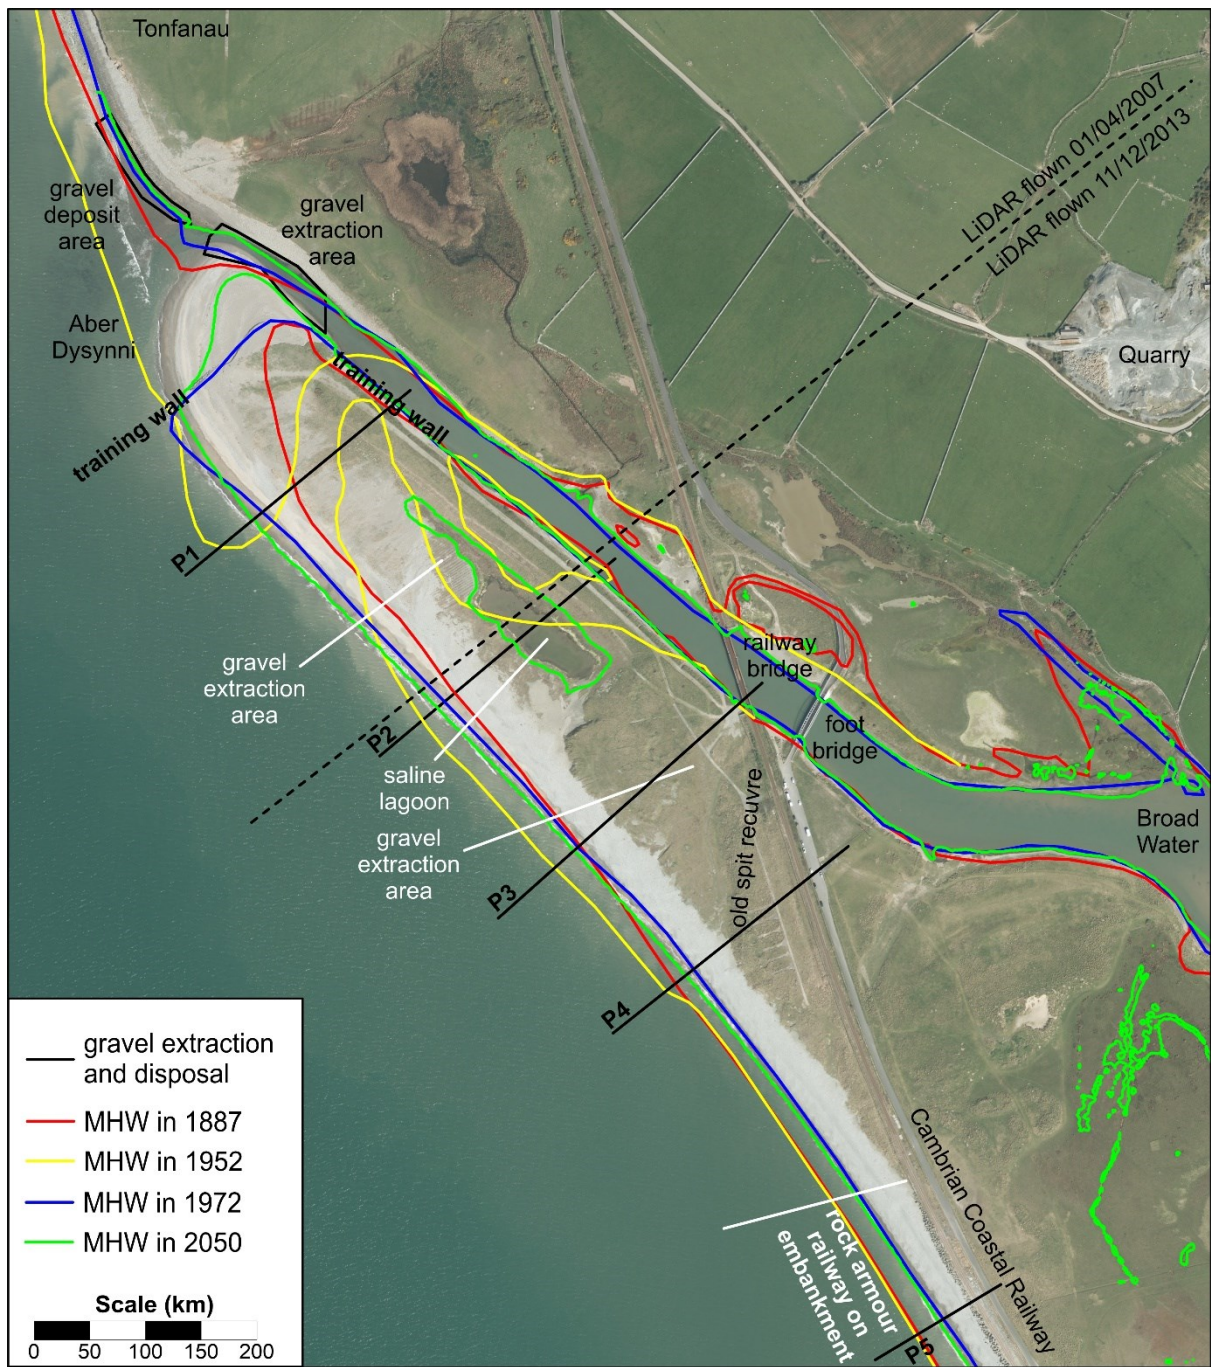 Tonfanau
LiDAR flown 01/04/2007
LiDAR flown 11/12/2013
gravel
deposit
area
gravel
extraction
area
Aber
Dysynni
Quarry
training wall
training wall
P1
railway
bridge
gravel
extraction
area
P2
foot
bridge
saline
lagoon
old spit recuvre
Broad
Water
gravel
extraction
area
P3
P4
gravel extraction
and disposal
MHW in 1887
MHW in 1952
MHW in 1972
MHW in 2050
Scale (km)
0 50 100 150 200
Cambrian Coastal Railway
rock armour
railway on
embankment
P5